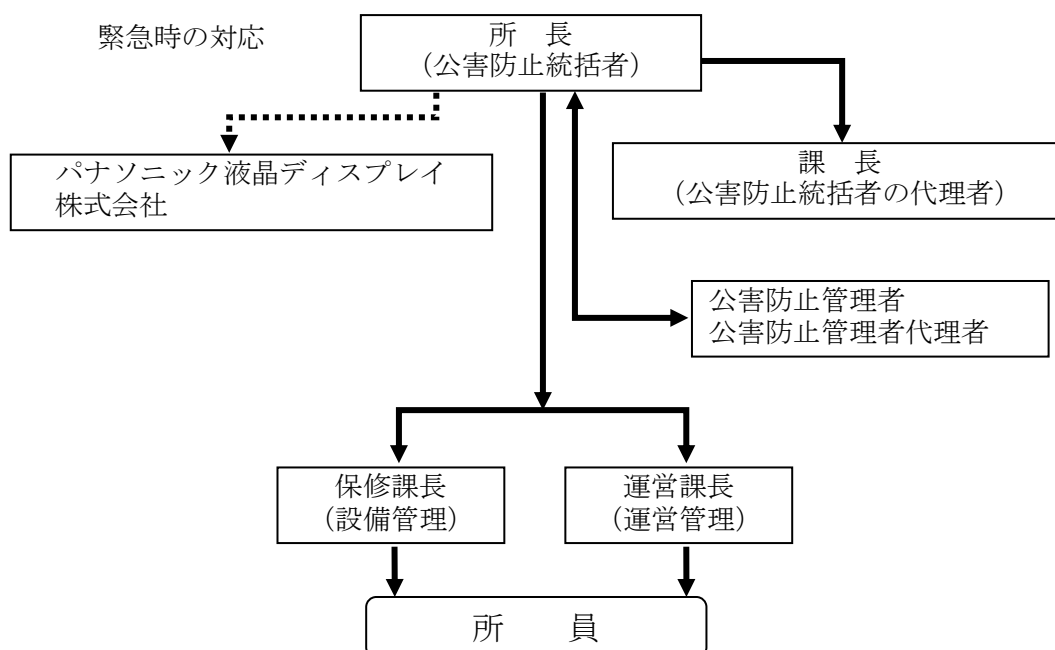 緊急時の対応
所　長
（公害防止統括者）
パナソニック液晶ディスプレイ
株式会社
課　長
（公害防止統括者の代理者）
公害防止管理者
公害防止管理者代理者
保修課長
（設備管理）
運営課長
（運営管理）
所　　員